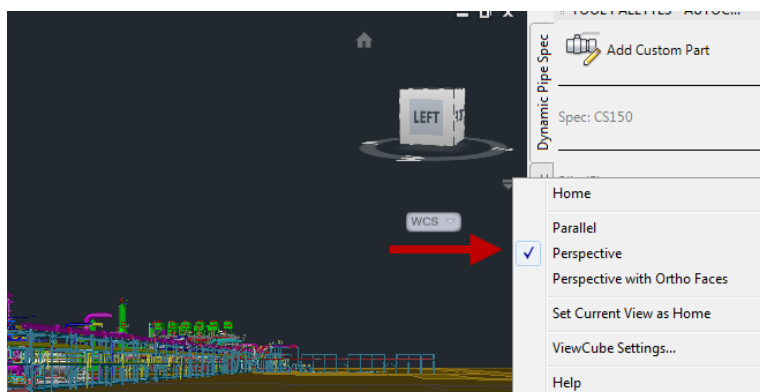 Add Custom Part
Dynamic Pipe Spec
LEFT
Spec: CS150
WCS
Home
Parallel
Perspective
Perspective with Ortho Faces
Set Current View as Home
ViewCube Settings...
Help